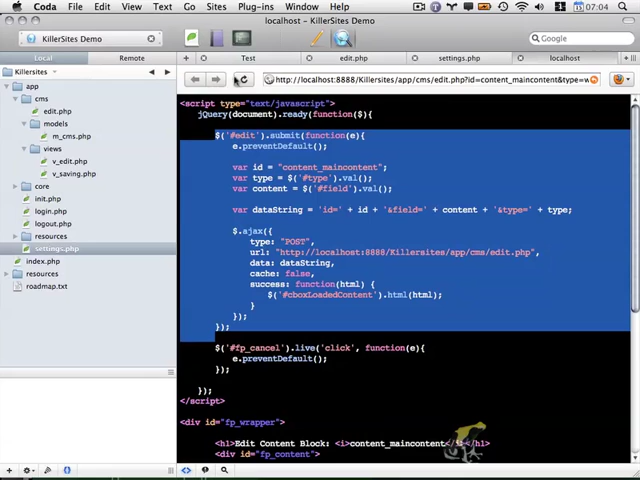 Coda File Edit View Text Sites Plug-ins Window Help 07:04
localhost
KillerSites Demo
KillerSites Demo
Google
Local Remote
Test edit.php settings.php localhost
Killersites
http://localhost:8888/Killersites/app/cms/edit.php?id=content_maincontent&type=w
app
cms
edit.php
models
m_cms.php
views
v_edit.php
v_saving.php
core
init.php
login.php
logout.php
resources
settings.php
index.php
resources
roadmap.txt
<script type="text/javascript">
jQuery(document).ready(function($){
$('#edit').submit(function(e){
e.preventDefault();
var id = "content_maincontent";
var type = $('#type').val();
var content = $('#field').val();
var dataString = 'id=' + id + '&field=' + content + '&type=' + type;
$.ajax({
type: "POST",
url: "http://localhost:8888/Killersites/app/cms/edit.php",
data: dataString,
cache: false,
success: function(html) {
$('#cboxLoadedContent').html(html);
}
});
});
$('#fp_cancel').live('click', function(e){
e.preventDefault();
});
});
</script>
<div id="fp_wrapper">
<h1>Edit Content Block: <i>content_maincontent</i></h1>
<div id="fp_content">